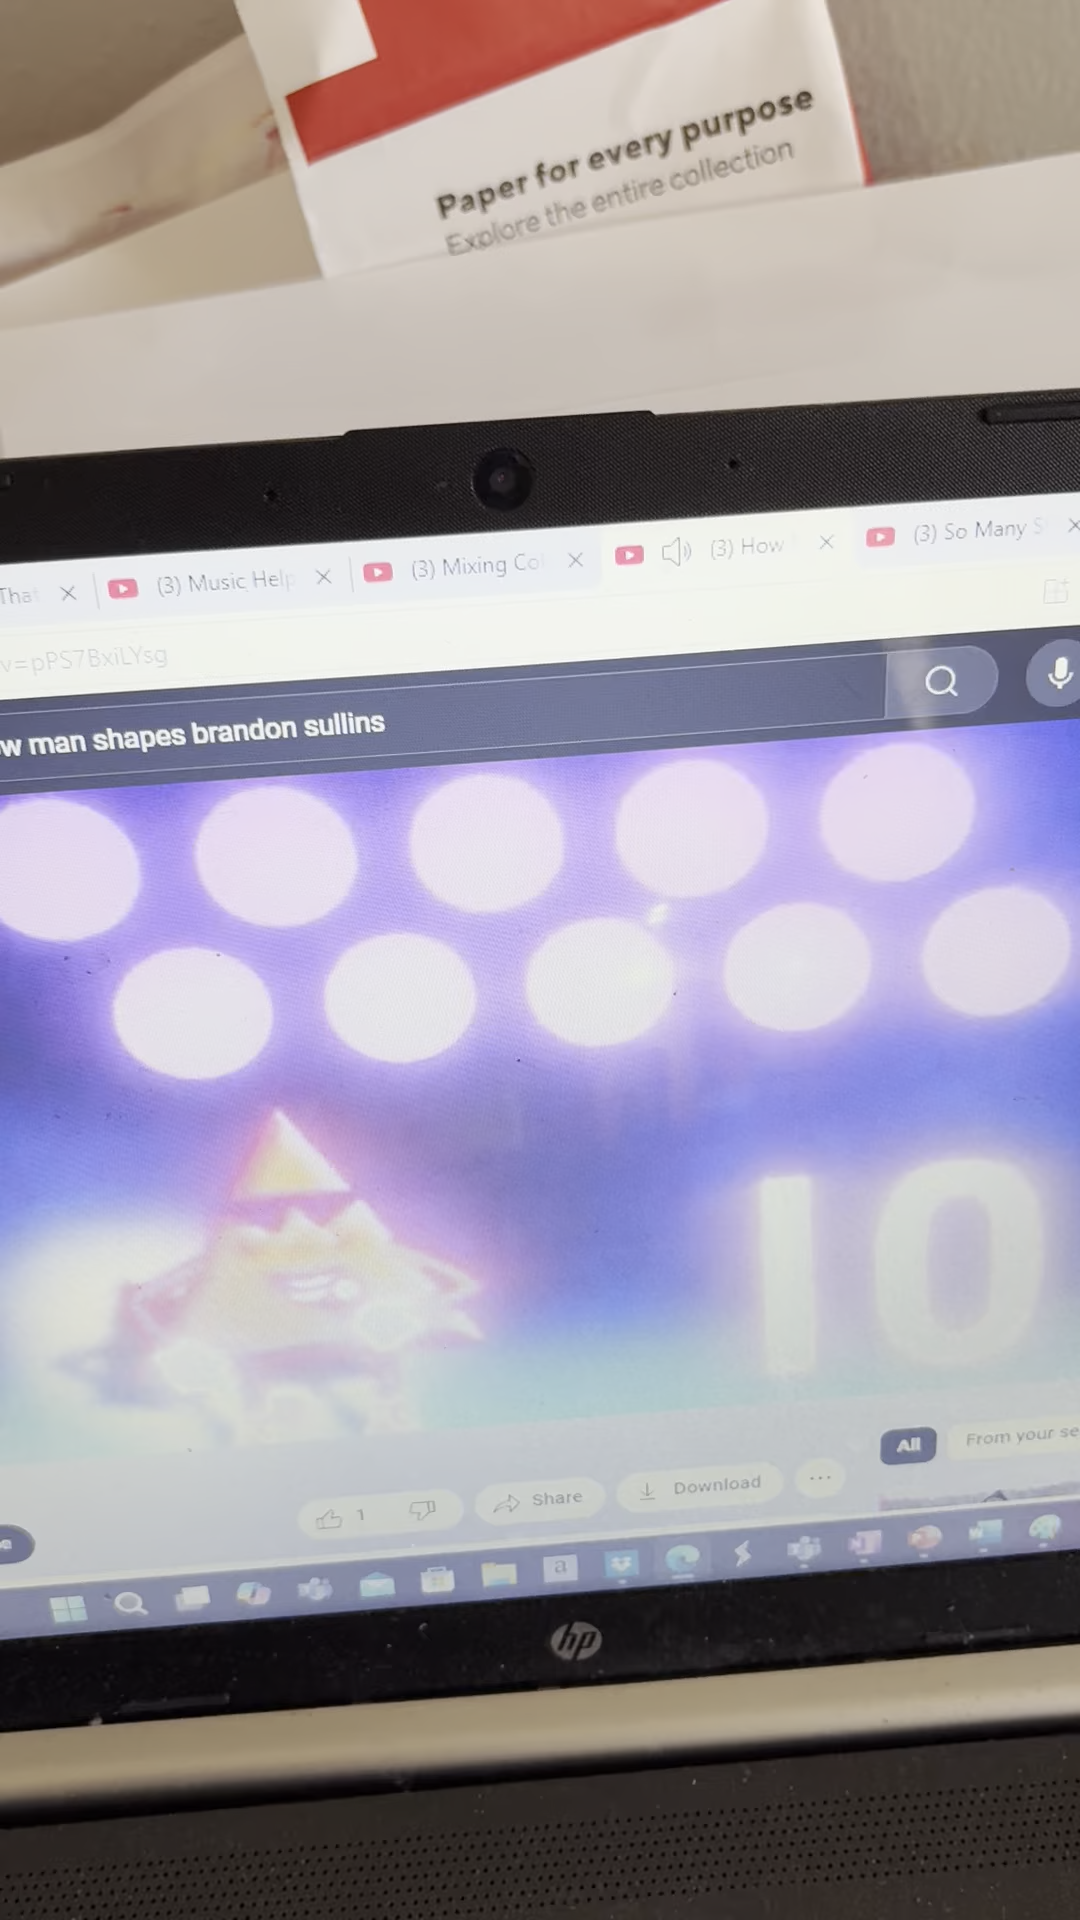 Paper for every purpose
Explore the entire collection
That
(3) Music Help
(3) Mixing Co
(3) How
(3) So Many S
v=pPS7BxiLYsg
w man shapes brandon sullins
10
All
From your se
1
Share
Download
a
hp